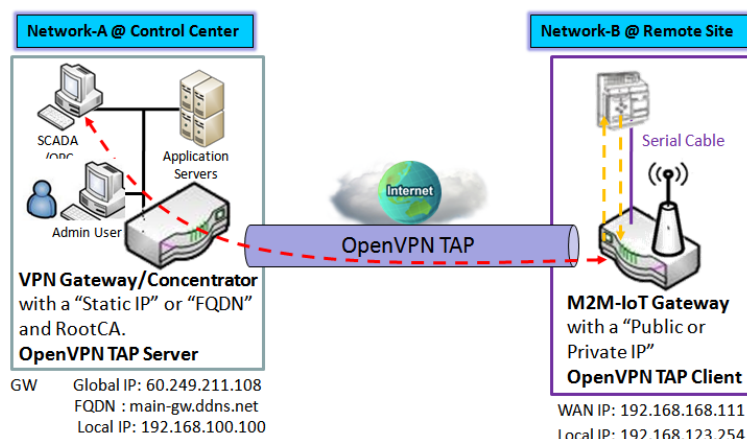 Network-A @ Control Center
Network-B @ Remote Site
SCADA
/OPC
Application
Servers
Admin User
Serial Cable
Internet
OpenVPN TAP
VPN Gateway/Concentrator
with a “Static IP” or “FQDN”
and RootCA.
OpenVPN TAP Server
M2M-IoT Gateway
with a “Public or
Private IP”
OpenVPN TAP Client
GW Global IP: 60.249.211.108
FQDN : main-gw.ddns.net
Local IP: 192.168.100.100
WAN IP: 192.168.168.111
Local IP: 192.168.123.254